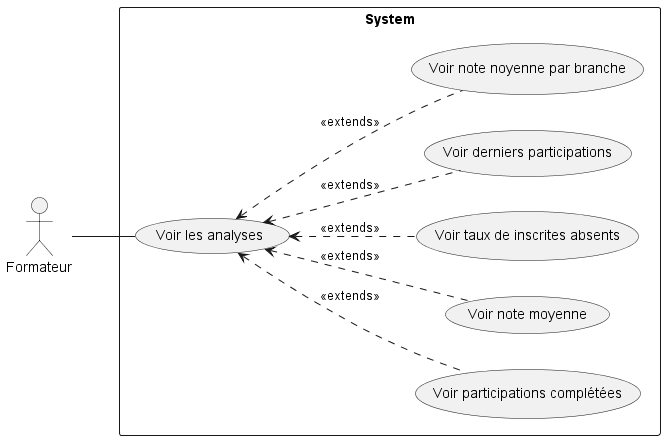 System
Voir note noyenne par branche
«extends»
Voir derniers participations
«extends»
Voir taux de inscrites absents
«extends»
Voir les analyses
«extends»
Formateur
Voir note moyenne
«extends»
Voir participations complétées